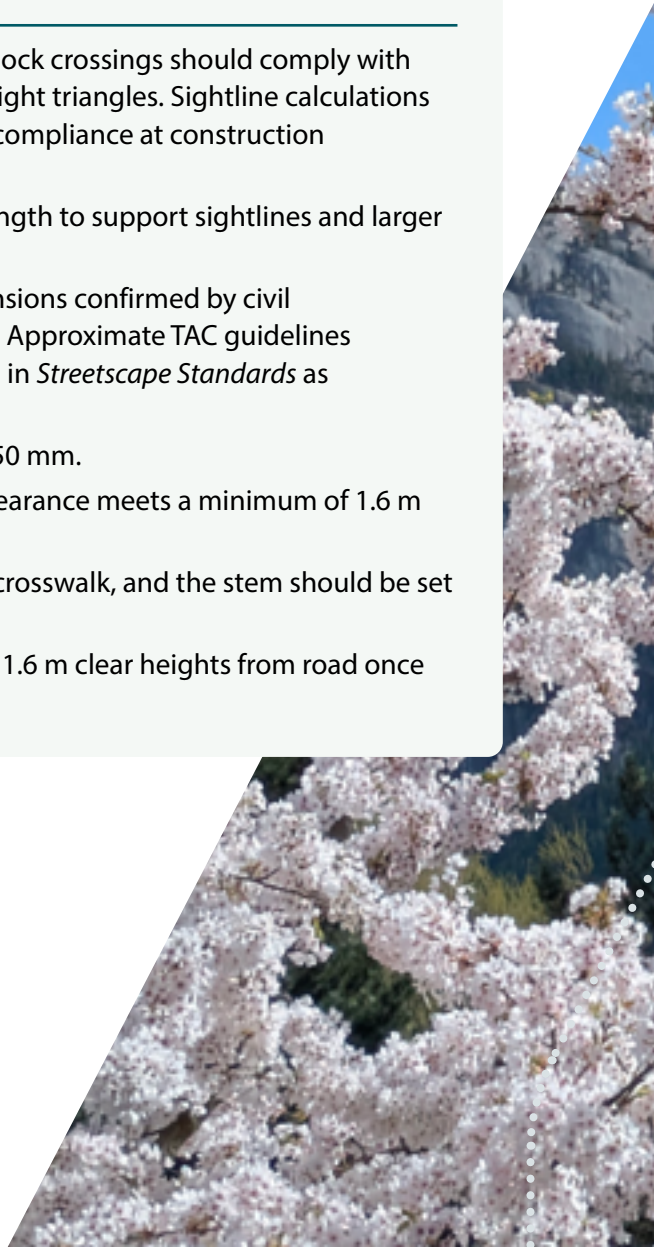 ock crossings should comply with
ight triangles. Sightline calculations
compliance at construction
ngth to support sightlines and larger
nsions confirmed by civil
Approximate TAC guidelines
in Streetscape Standards as
50 mm.
earance meets a minimum of 1.6 m
crosswalk, and the stem should be set
1.6 m clear heights from road once